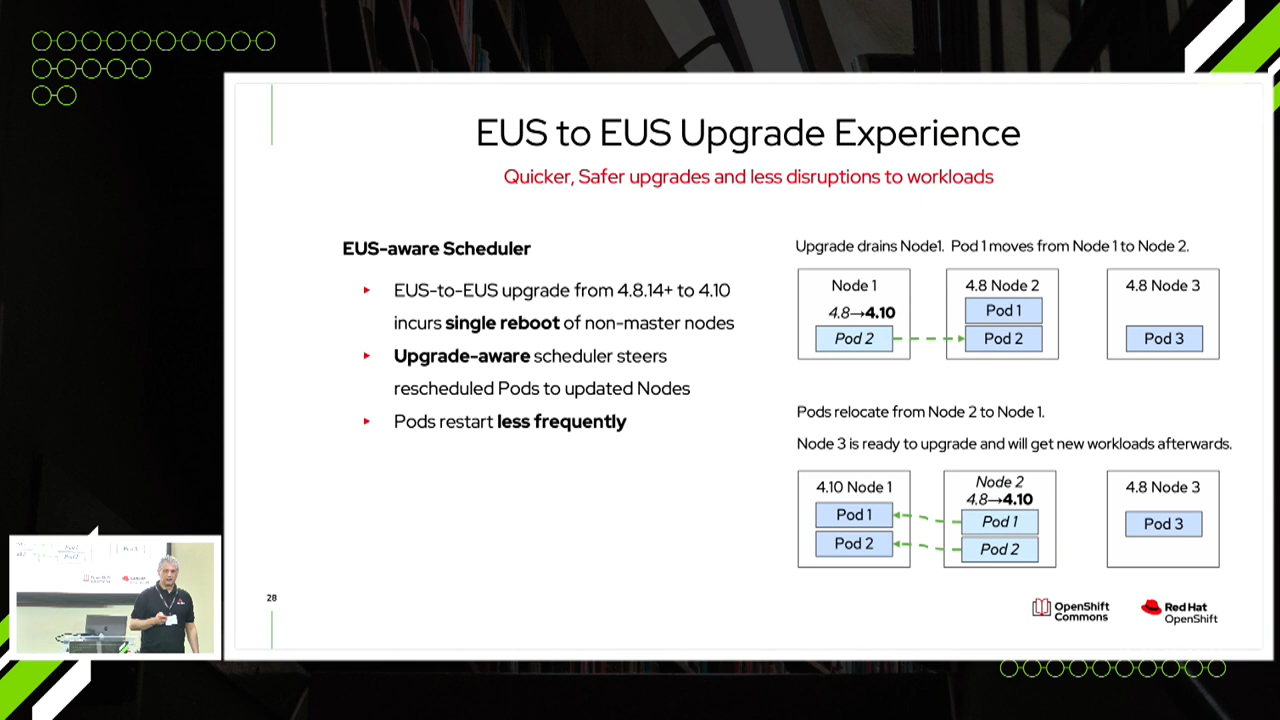 EUS to EUS Upgrade Experience
Quicker, Safer upgrades and less disruptions to workloads
EUS-aware Scheduler
EUS-to-EUS upgrade from 4.8.14+ to 4.10
incurs single reboot of non-master nodes
Upgrade-aware scheduler steers
rescheduled Pods to updated Nodes
Pods restart less frequently
Upgrade drains Node1. Pod 1 moves from Node 1 to Node 2.
Node 1
4.8→4.10
Pod 2
4.8 Node 2
Pod 1
Pod 2
4.8 Node 3
Pod 3
Pods relocate from Node 2 to Node 1.
Node 3 is ready to upgrade and will get new workloads afterwards.
4.10 Node 1
Pod 1
Pod 2
Node 2
4.8→4.10
Pod 1
Pod 2
4.8 Node 3
Pod 3
28
OpenShift
Commons
Red Hat
OpenShift